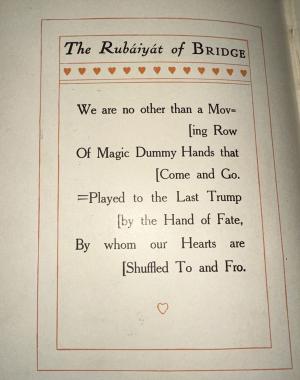 The Rubáiyát of BRIDGE
We are no other than a Mov=
[ing Row
Of Magic Dummy Hands that
[Come and Go.
=Played to the Last Trump
[by the Hand of Fate,
By whom our Hearts are
[Shuffled To and Fro.